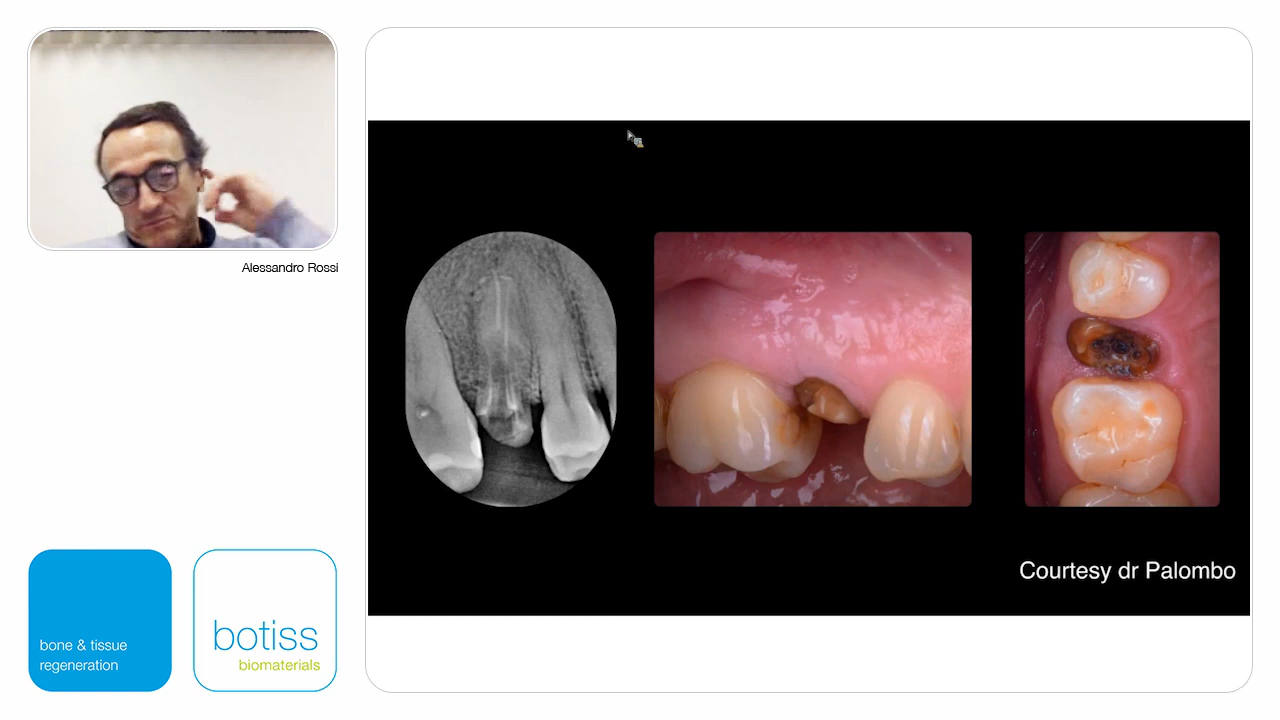 Alessandro Rossi
Courtesy dr Palombo
bone & tissue
regeneration
botiss
biomaterials